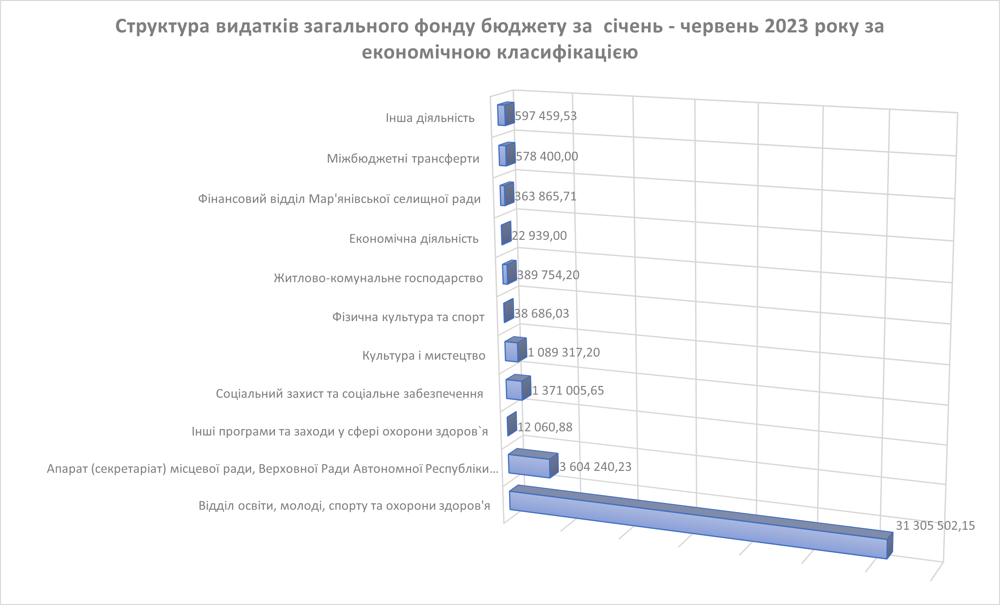 Структура видатків загального фонду бюджету за  січень - червень 2023 року за
економічною класифікацією
Інша діяльність
597 459,53
Міжбюджетні трансферти
578 400,00
Фінансовий відділ Мар'янівської селищної ради
363 865,71
Економічна діяльність
22 939,00
Житлово-комунальне господарство
389 754,20
Фізична культура та спорт
38 686,03
Культура і мистецтво
1 089 317,20
Соціальний захист та соціальне забезпечення
1 371 005,65
Інші програми та заходи у сфері охорони здоров`я
12 060,88
Апарат (секретаріат) місцевої ради, Верховної Ради Автономної Республіки...
3 604 240,23
Відділ освіти, молоді, спорту та охорони здоров'я
31 305 502,15